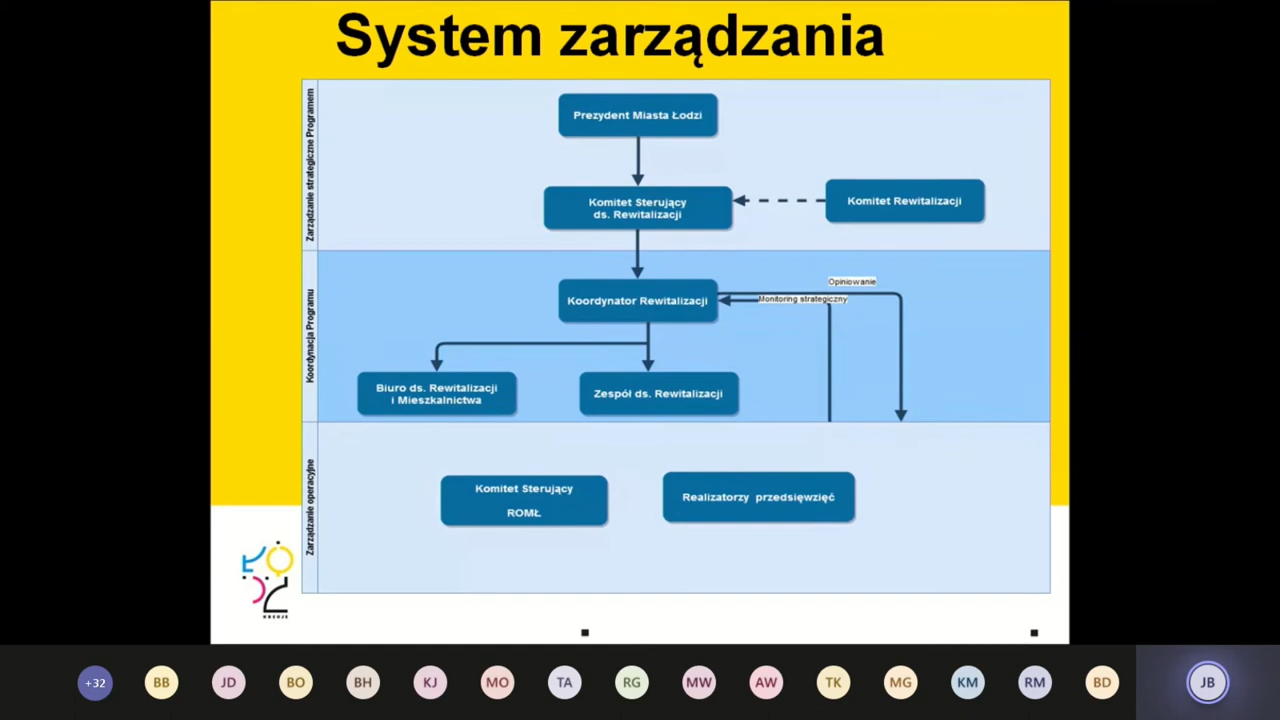 System zarządzania
Zarządzanie strategiczne Programem
Prezydent Miasta Łodzi
Komitet Sterujący
ds. Rewitalizacji
Komitet Rewitalizacji
Koordynacja Programu
Koordynator Rewitalizacji
Opiniowanie
Monitoring strategiczny
Biuro ds. Rewitalizacji
i Mieszkalnictwa
Zespół ds. Rewitalizacji
Zarządzanie operacyjne
Komitet Sterujący
ROMŁ
Realizatorzy przedsięwzięć
ŁÓDŹ
KREUJE
+32
BB
JD
BO
BH
KJ
MO
TA
RG
MW
AW
TK
MG
KM
RM
BD
JB